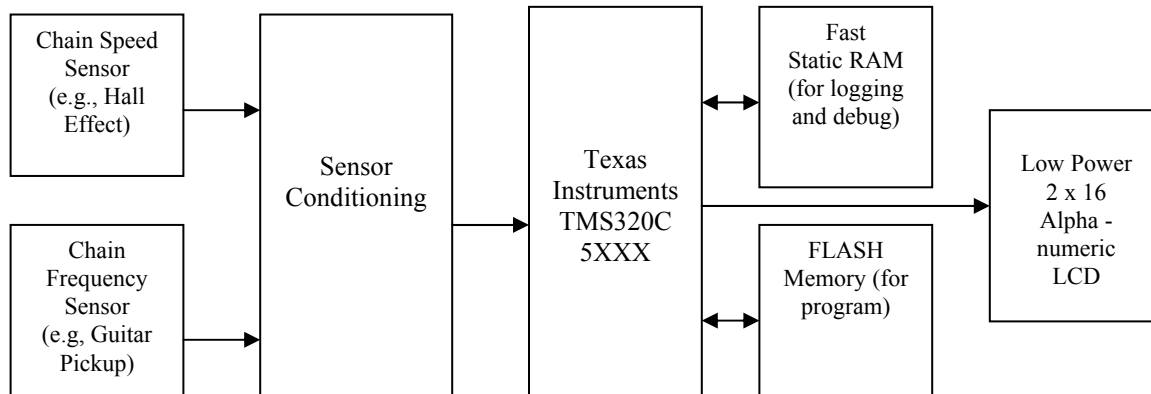 Chain Speed
Sensor
(e.g., Hall
Effect)
Chain
Frequency
Sensor
(e.g, Guitar
Pickup)
Sensor
Conditioning
Texas
Instruments
TMS320C
5XXX
Fast
Static RAM
(for logging
and debug)
FLASH
Memory (for
program)
Low Power
2 x 16
Alpha -
numeric
LCD